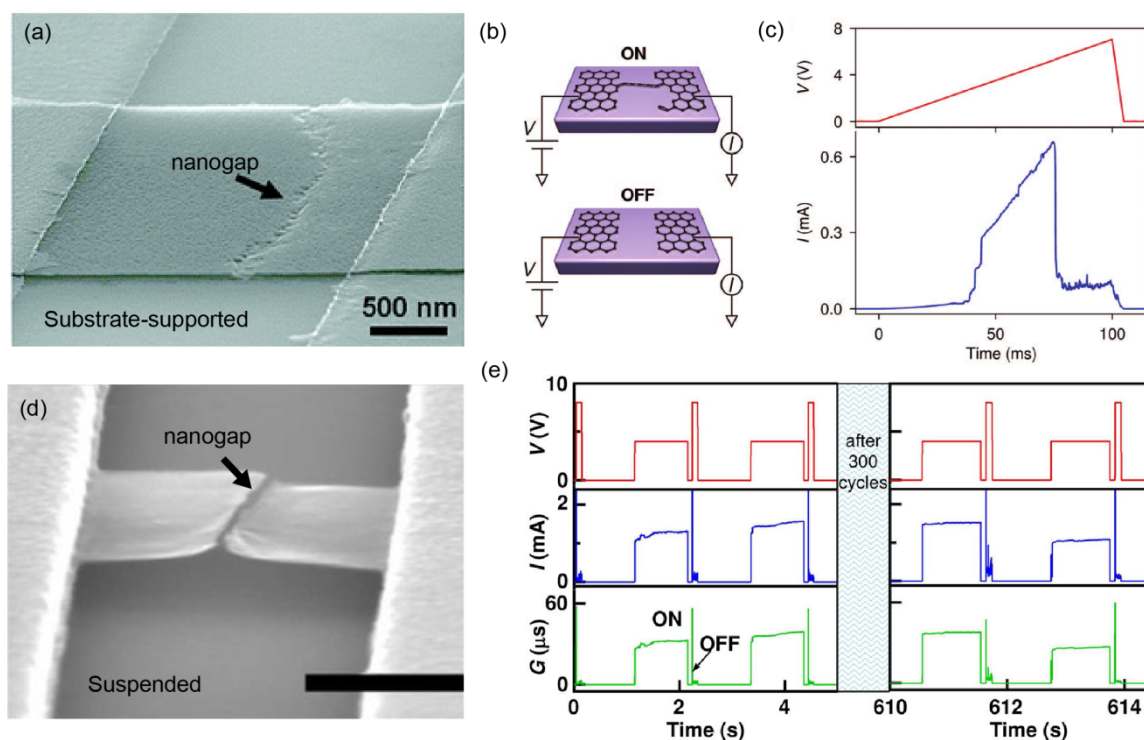 (a)
nanogap
Substrate-supported
500 nm
(b)
ON
V
I
OFF
V
I
(c)
8
4
0
V (V)
0.6
0.3
0.0
I (mA)
0
50
100
Time (ms)
(d)
nanogap
Suspended
(e)
10
0
V (V)
2
0
I (mA)
60
0
G (µs)
ON
OFF
after
300
cycles
0
2
4
610
612
614
Time (s)
Time (s)